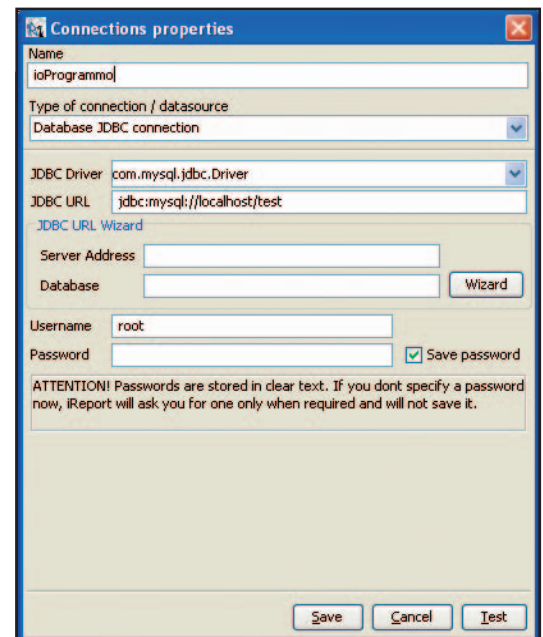 Connections properties
Name
ioProgrammo
Type of connection / datasource
Database JDBC connection
JDBC Driver com.mysql.jdbc.Driver
JDBC URL jdbc:mysql://localhost/test
JDBC URL Wizard
Server Address
Database Wizard
Username root
Password Save password
ATTENTION! Passwords are stored in clear text. If you dont specify a password
now, iReport will ask you for one only when required and will not save it.
Save Cancel Test